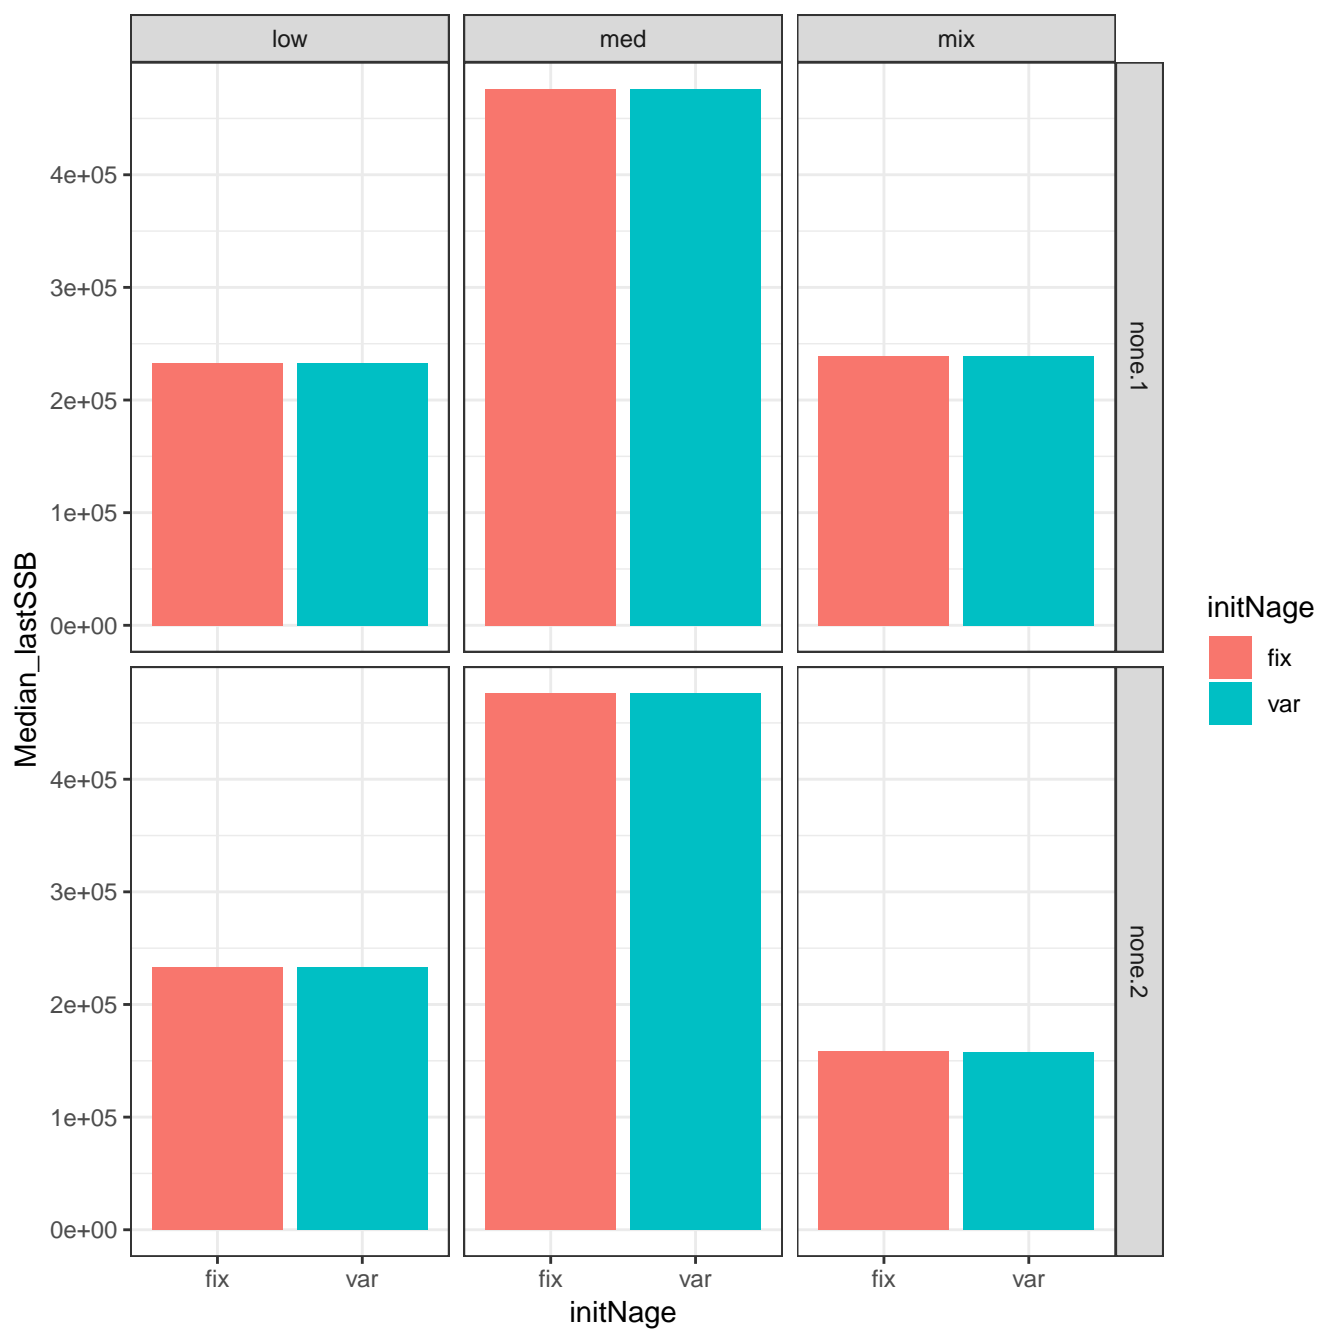 low med mix
Median_lastSSB
4e+05
3e+05
2e+05
1e+05
0e+00
none.1
4e+05
3e+05
2e+05
1e+05
0e+00
none.2
fix var fix var fix var
initNage
initNage
fix
var